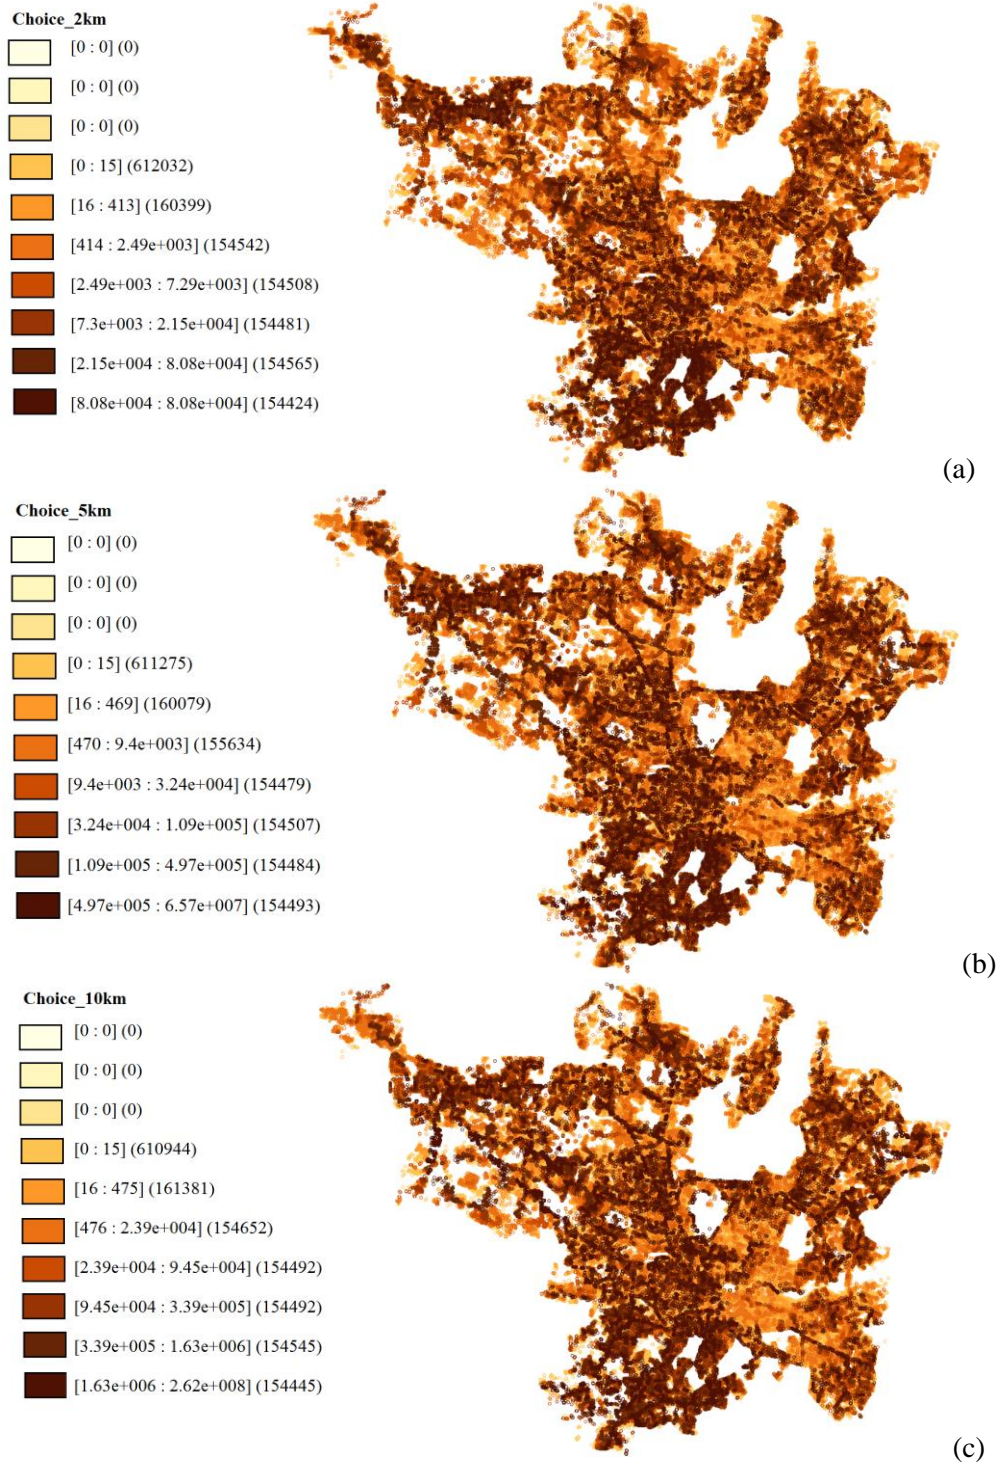 Choice_2km
[0 : 0] (0)
[0 : 0] (0)
[0 : 0] (0)
[0 : 15] (612032)
[16 : 413] (160399)
[414 : 2.49e+003] (154542)
[2.49e+003 : 7.29e+003] (154508)
[7.3e+003 : 2.15e+004] (154481)
[2.15e+004 : 8.08e+004] (154565)
[8.08e+004 : 8.08e+004] (154424)
(a)
Choice_5km
[0 : 0] (0)
[0 : 0] (0)
[0 : 0] (0)
[0 : 15] (611275)
[16 : 469] (160079)
[470 : 9.4e+003] (155634)
[9.4e+003 : 3.24e+004] (154479)
[3.24e+004 : 1.09e+005] (154507)
[1.09e+005 : 4.97e+005] (154484)
[4.97e+005 : 6.57e+007] (154493)
(b)
Choice_10km
[0 : 0] (0)
[0 : 0] (0)
[0 : 0] (0)
[0 : 15] (610944)
[16 : 475] (161381)
[476 : 2.39e+004] (154652)
[2.39e+004 : 9.45e+004] (154492)
[9.45e+004 : 3.39e+005] (154492)
[3.39e+005 : 1.63e+006] (154545)
[1.63e+006 : 2.62e+008] (154445)
(c)